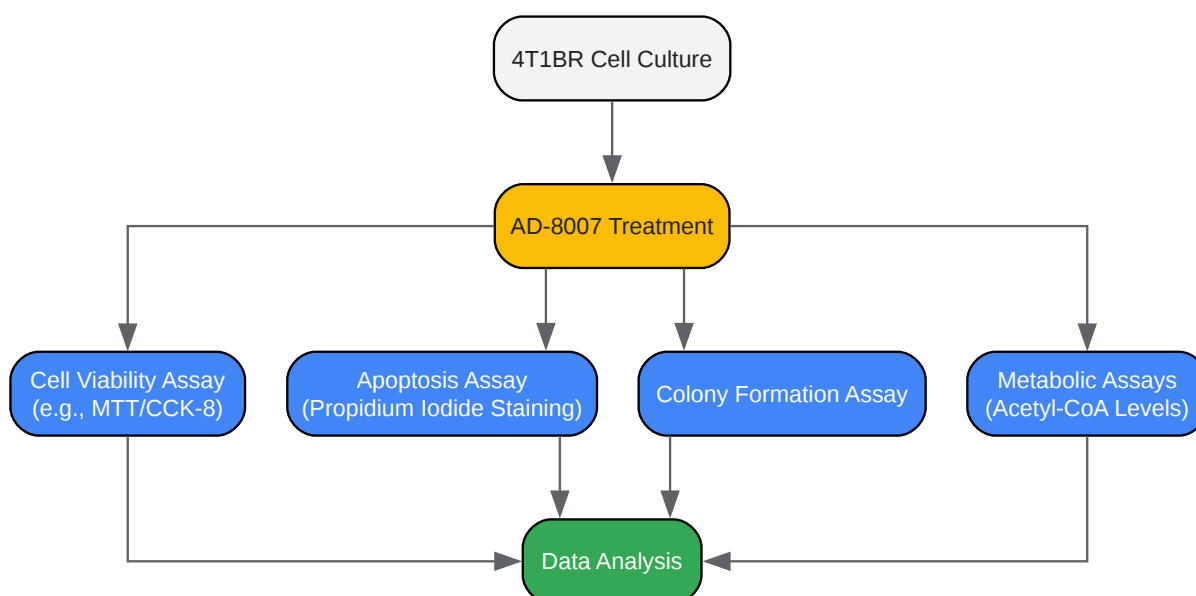 4T1BR Cell Culture
AD-8007 Treatment
Cell Viability Assay
(e.g., MTT/CCK-8)
Apoptosis Assay
(Propidium Iodide Staining)
Colony Formation Assay
Metabolic Assays
(Acetyl-CoA Levels)
Data Analysis